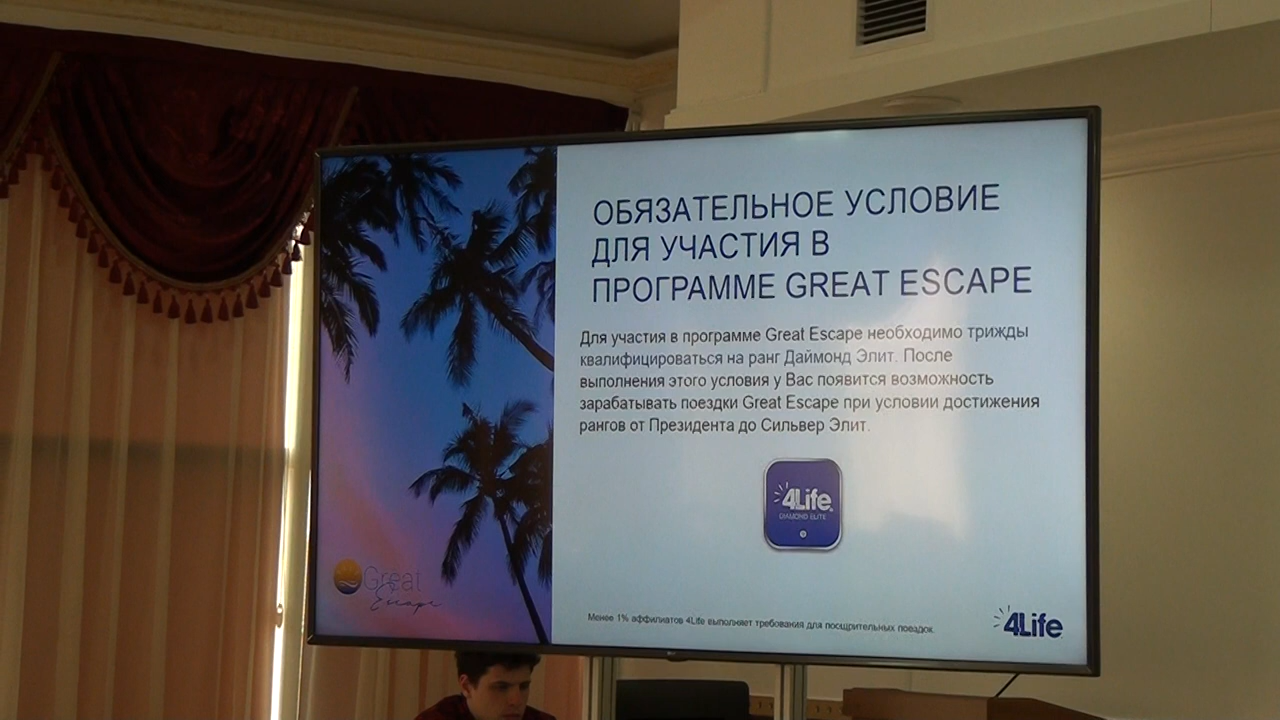 ОБЯЗАТЕЛЬНОЕ УСЛОВИЕ
ДЛЯ УЧАСТИЯ В
ПРОГРАММЕ GREAT ESCAPE
Для участия в программе Great Escape необходимо трижды
квалифицироваться на ранг Даймонд Элит. После
выполнения этого условия у Вас появится возможность
зарабатывать поездки Great Escape при условии достижения
рангов от Президента до Сильвер Элит.
4Life
DIAMOND ELITE
Great
Escape
Менее 1% аффилиатов 4Life выполняет требования для поощрительных поездок.
4Life